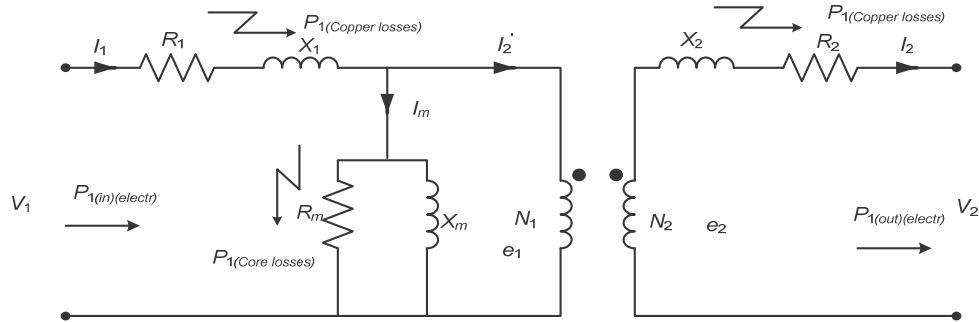 P1(Copper losses)
P1(Copper losses)
I1
R1
X1
I2'
X2
R2
I2
Im
V1
P1(in)(electr)
Rm
Xm
N1
N2
e1
e2
P1(out)(electr)
V2
P1(Core losses)